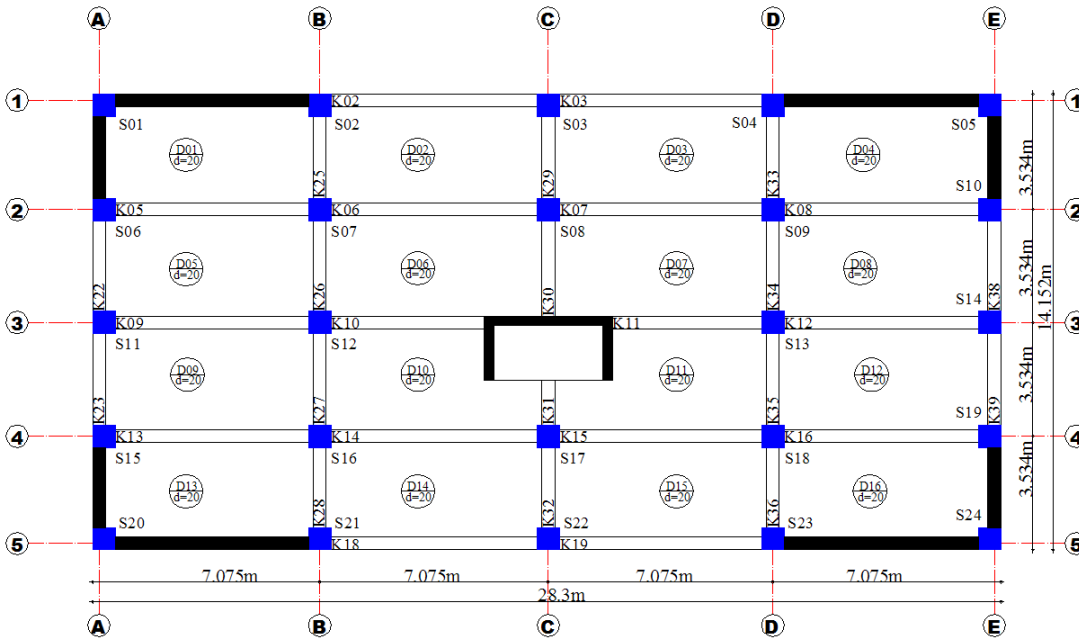 A B C D E
1 K02 K03 1
S01 S02 S03 S04 S05
D01 D02 D03 D04
d=20 d=20 d=20 d=20
K25 K29 K33 S10 3.534m
2 K05 K06 K07 K08 2
S06 S07 S08 S09
D05 D06 D07 D08
d=20 d=20 d=20 d=20
K22 K26 K30 K34 S14 K38 3.534m 14.152m
3 K09 K10 K11 K12 3
S11 S12 S13
D09 D10 D11 D12
d=20 d=20 d=20 d=20
K23 K27 K31 K35 S19 K39 3.534m
4 K13 K14 K15 K16 4
S15 S16 S17 S18
D13 D14 D15 D16
d=20 d=20 d=20 d=20
K28 K32 K36 3.534m
S20 S21 S22 S23 S24
5 K18 K19 5
7.075m 7.075m 7.075m 7.075m
28.3m
A B C D E